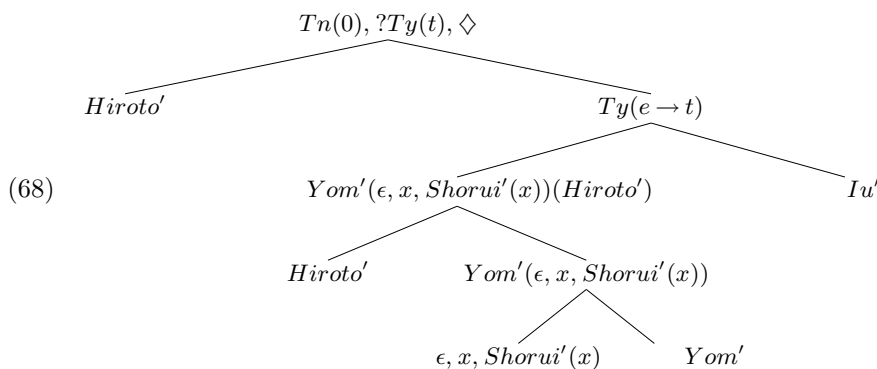 Tn(0), ?Ty(t), ♢
Hiroto′ Ty(e → t)
(68) Yom′(ϵ, x, Shorui′(x))(Hiroto′) Iu′
Hiroto′ Yom′(ϵ, x, Shorui′(x))
ϵ, x, Shorui′(x) Yom′